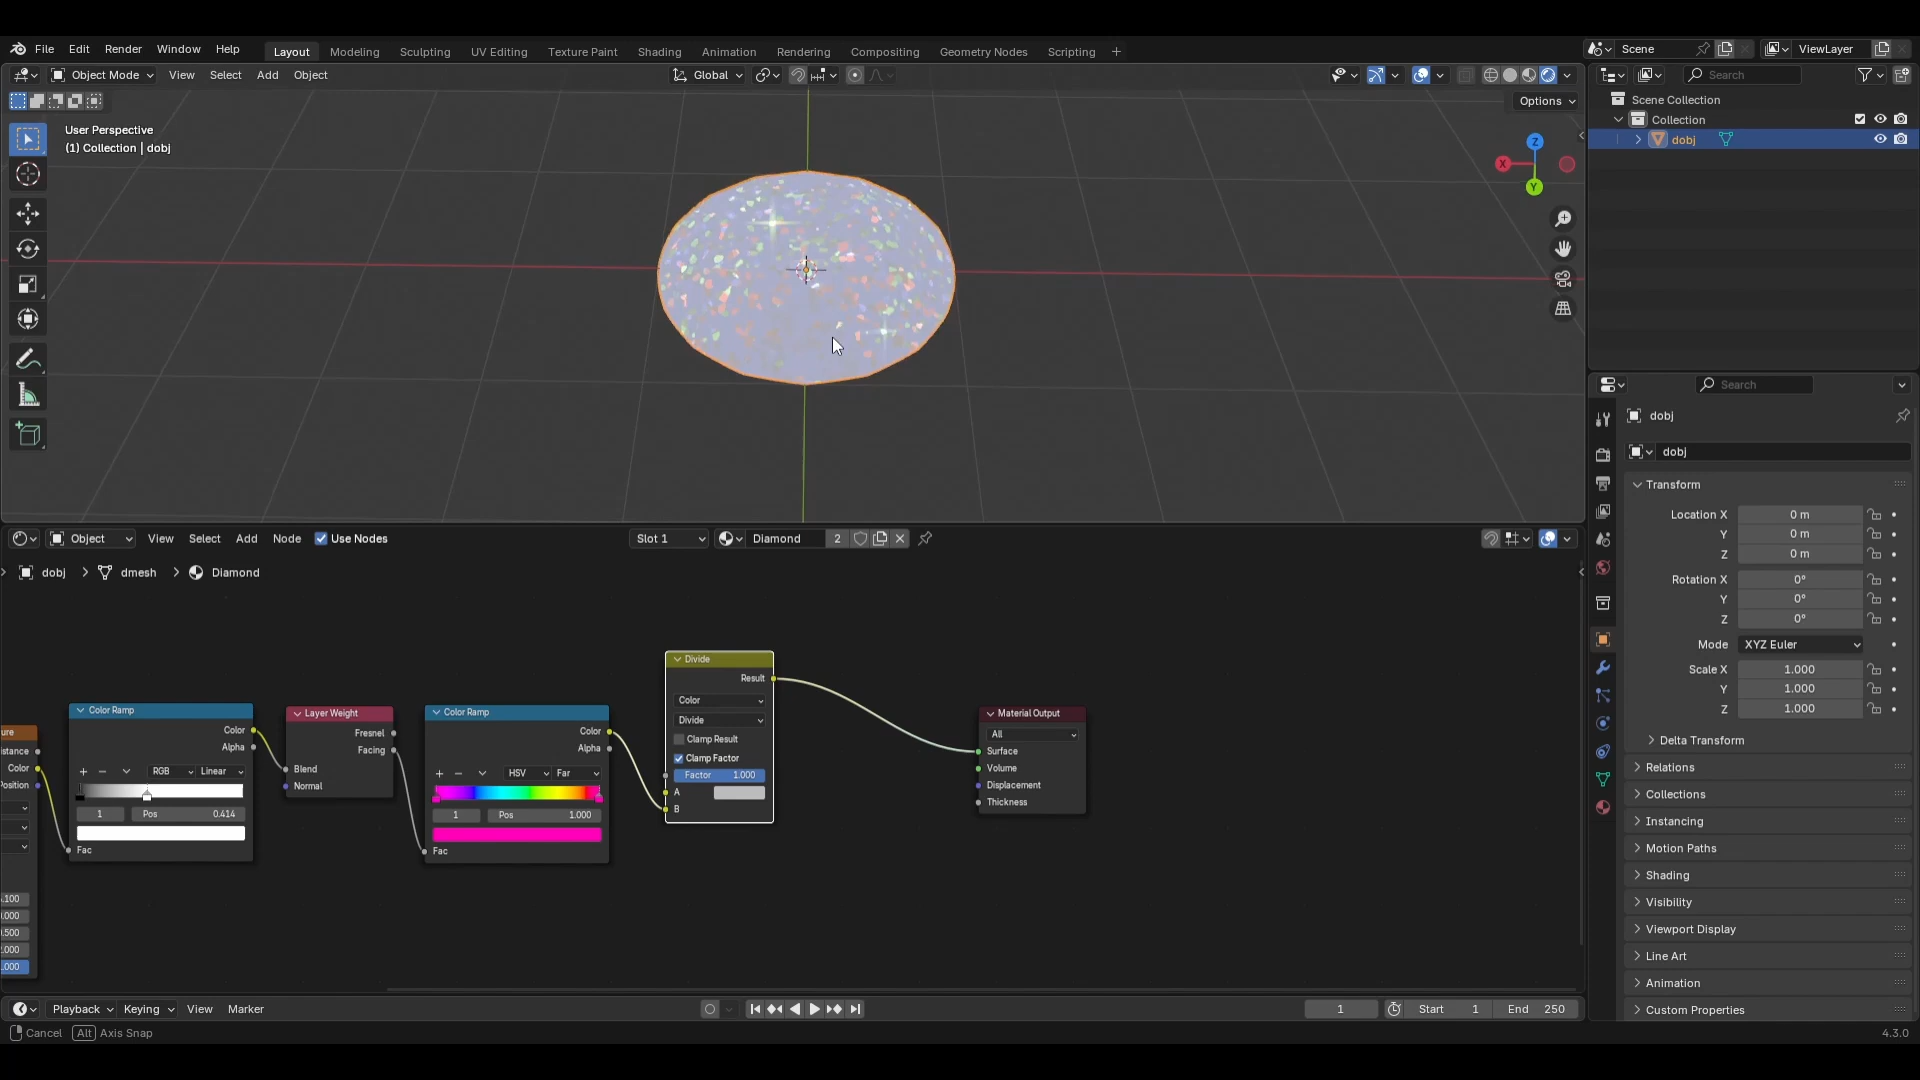 File Edit Render Window Help Layout Modeling Sculpting UV Editing Texture Paint Shading Animation Rendering Compositing Geometry Nodes Scripting + Scene ViewLayer
Object Mode View Select Add Object Global Search
Options
User Perspective
(1) Collection | dobj
Z
X
Y
Scene Collection
Collection
dobj
Search
dobj
dobj
Transform
Location X 0 m
Y 0 m
Z 0 m
Rotation X 0°
Y 0°
Z 0°
Mode XYZ Euler
Scale X 1.000
Y 1.000
Z 1.000
Delta Transform
Relations
Collections
Instancing
Motion Paths
Shading
Visibility
Viewport Display
Line Art
Animation
Custom Properties
Object View Select Add Node Use Nodes Slot 1 Diamond 2
dobj > dmesh > Diamond
ure
istance
Color
Position
.100
.000
.500
.000
.000
Color Ramp
Color
Alpha
+ − RGB Linear
1 Pos 0.414
Fac
Layer Weight
Fresnel
Facing
Blend
Normal
Color Ramp
Color
Alpha
+ − HSV Far
1 Pos 1.000
Fac
Divide
Result
Color
Divide
Clamp Result
Clamp Factor
Factor 1.000
A
B
Material Output
All
Surface
Volume
Displacement
Thickness
Playback Keying View Marker 1 Start 1 End 250
Cancel Alt Axis Snap 4.3.0